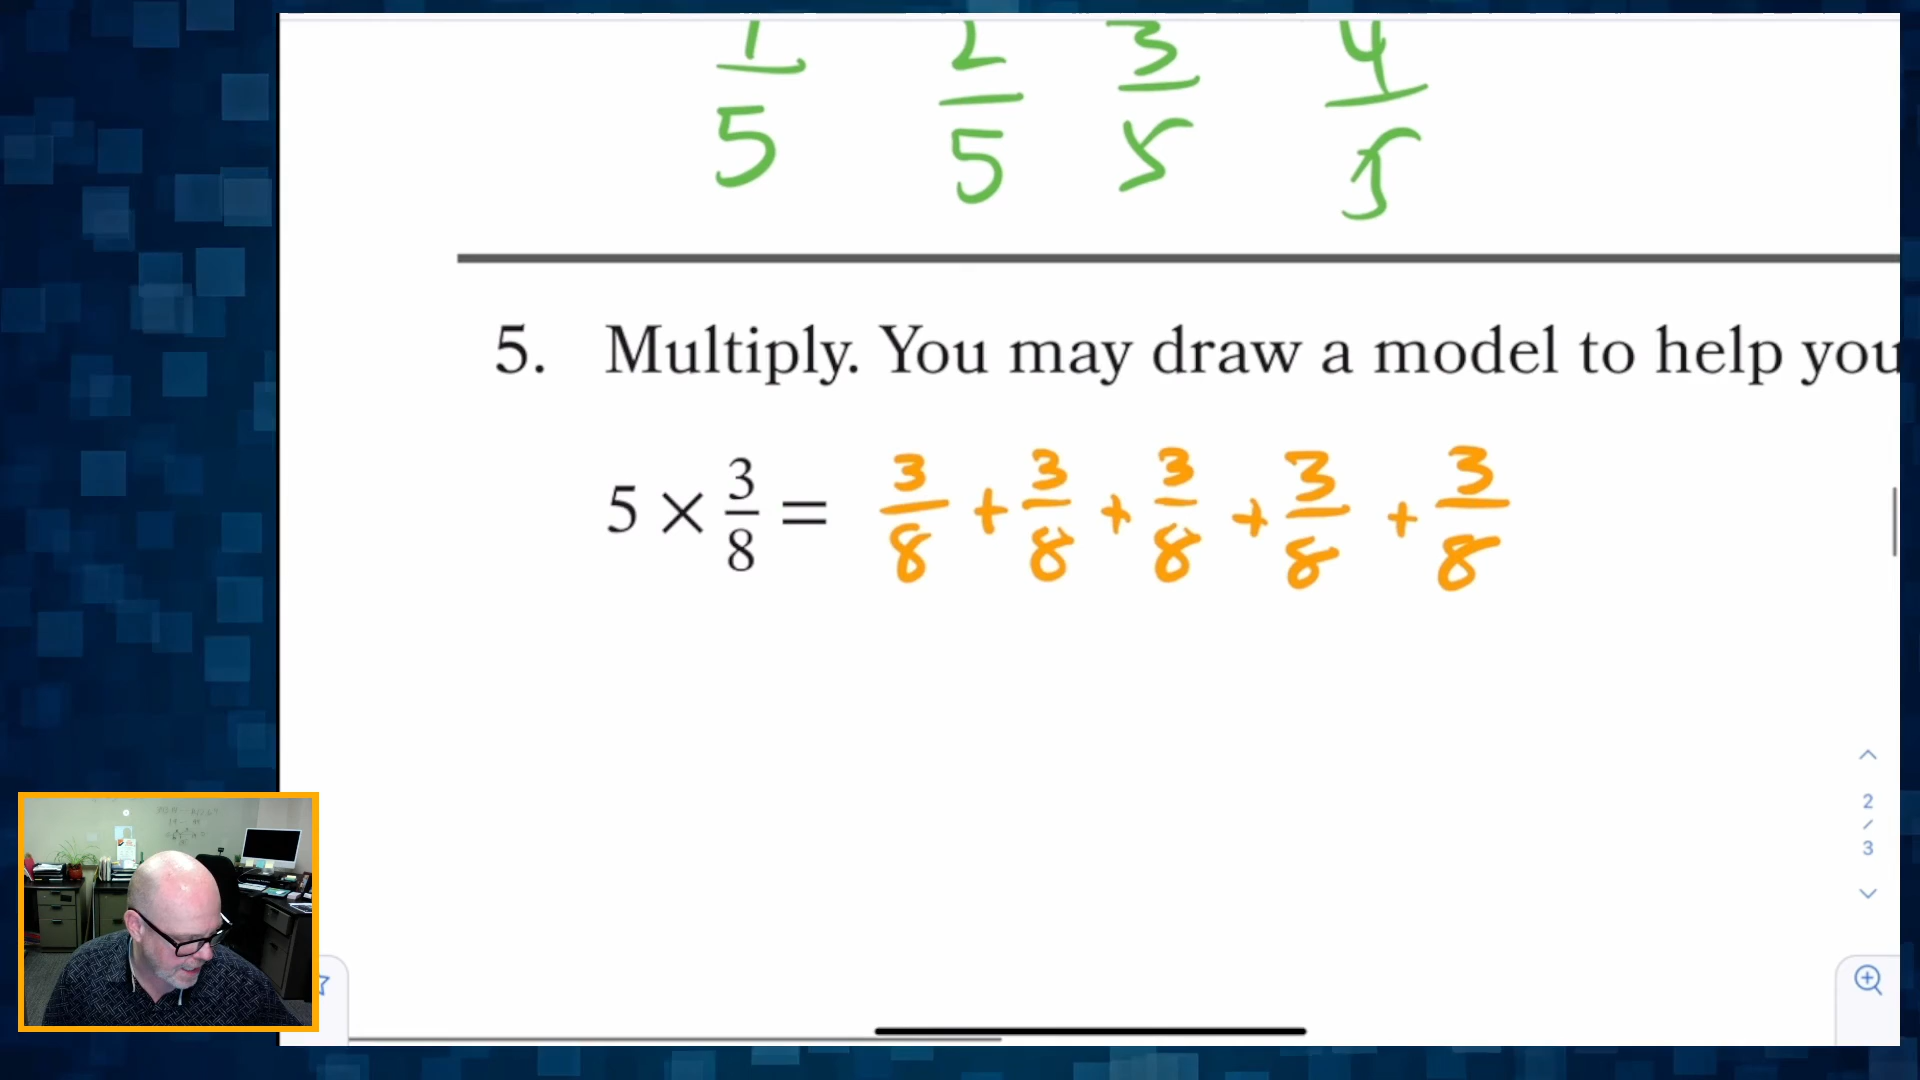 1/5 2/5 3/5 4/5
5. Multiply. You may draw a model to help you
5 × 3/8 = 3/8 + 3/8 + 3/8 + 3/8 + 3/8
2
/
3